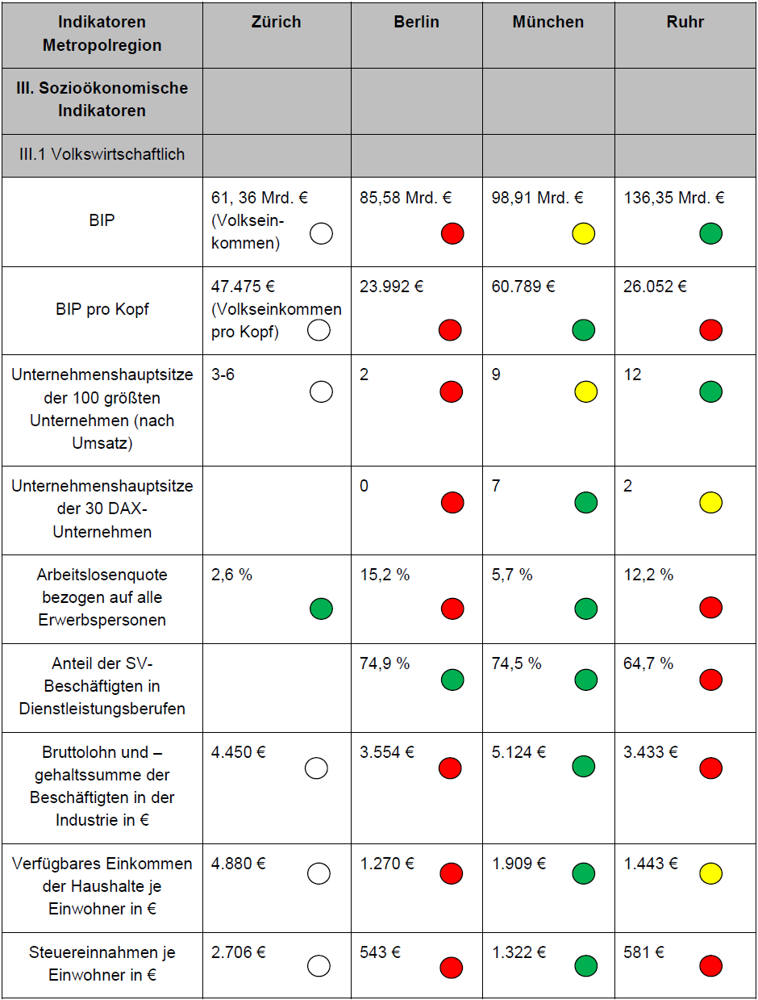 Indikatoren
Metropolregion
Zürich
Berlin
München
Ruhr
III. Sozioökonomische
Indikatoren
III.1 Volkswirtschaftlich
BIP
61, 36 Mrd. €
(Volksein-
kommen)
85,58 Mrd. €
98,91 Mrd. €
136,35 Mrd. €
BIP pro Kopf
47.475 €
(Volkseinkommen
pro Kopf)
23.992 €
60.789 €
26.052 €
Unternehmenshauptsitze
der 100 größten
Unternehmen (nach
Umsatz)
3-6
2
9
12
Unternehmenshauptsitze
der 30 DAX-
Unternehmen
0
7
2
Arbeitslosenquote
bezogen auf alle
Erwerbspersonen
2,6 %
15,2 %
5,7 %
12,2 %
Anteil der SV-
Beschäftigten in
Dienstleistungsberufen
74,9 %
74,5 %
64,7 %
Bruttolohn und –
gehaltssumme der
Beschäftigten in der
Industrie in €
4.450 €
3.554 €
5.124 €
3.433 €
Verfügbares Einkommen
der Haushalte je
Einwohner in €
4.880 €
1.270 €
1.909 €
1.443 €
Steuereinnahmen je
Einwohner in €
2.706 €
543 €
1.322 €
581 €